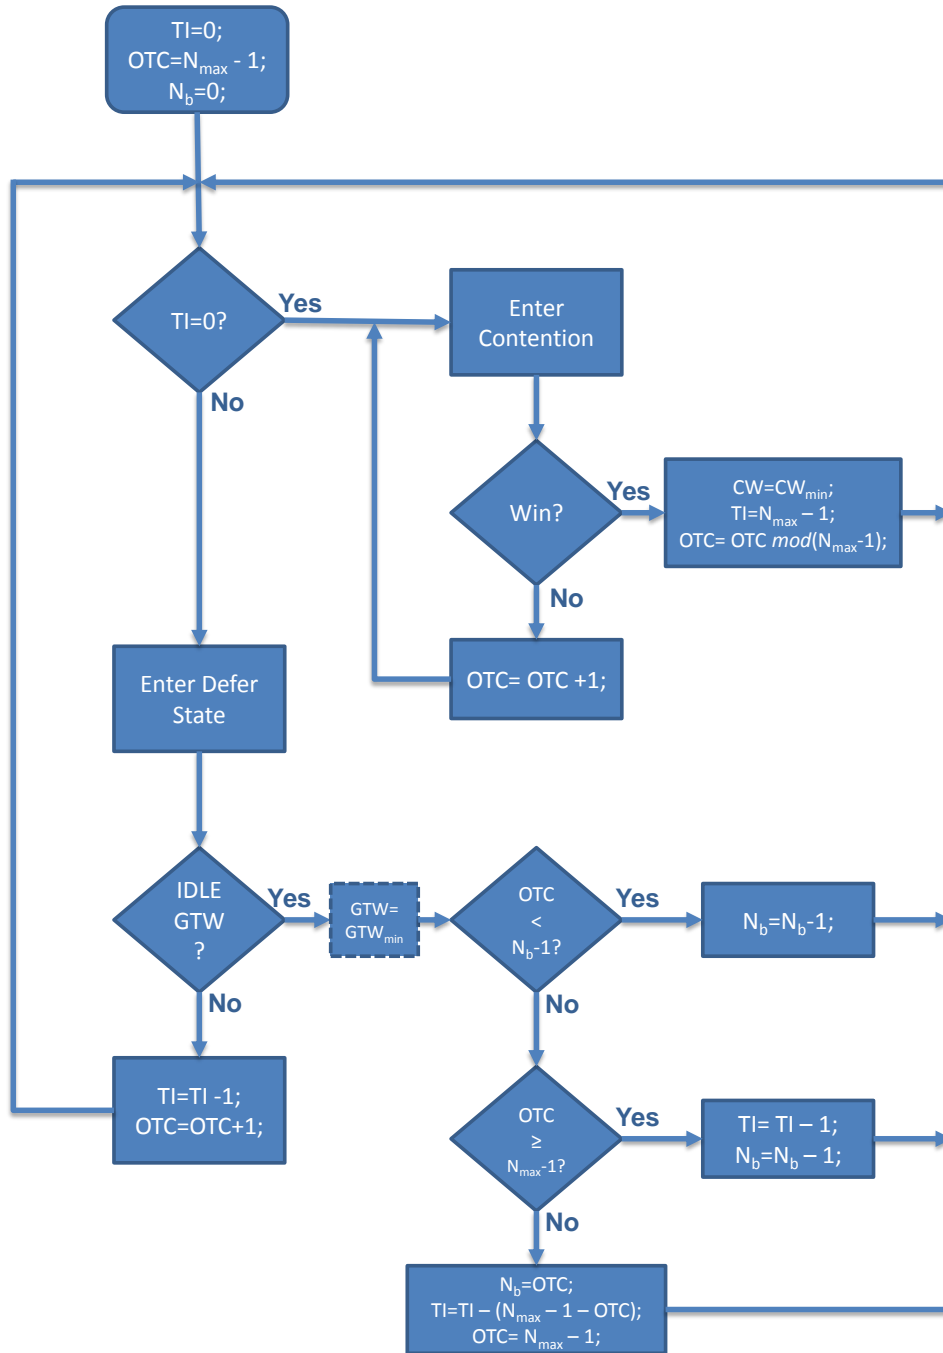 TI=0;
OTC=Nmax - 1;
Nb=0;
TI=0?
Yes
No
Enter
Contention
Win?
Yes
No
CW=CWmin;
TI=Nmax – 1;
OTC= OTC mod(Nmax-1);
OTC= OTC +1;
Enter Defer
State
IDLE
GTW
?
Yes
No
GTW=
GTWmin
OTC
<
Nb-1?
Yes
No
Nb=Nb-1;
TI=TI -1;
OTC=OTC+1;
OTC
≥
Nmax-1?
Yes
No
TI= TI – 1;
Nb=Nb – 1;
Nb=OTC;
TI=TI – (Nmax – 1 – OTC);
OTC= Nmax – 1;